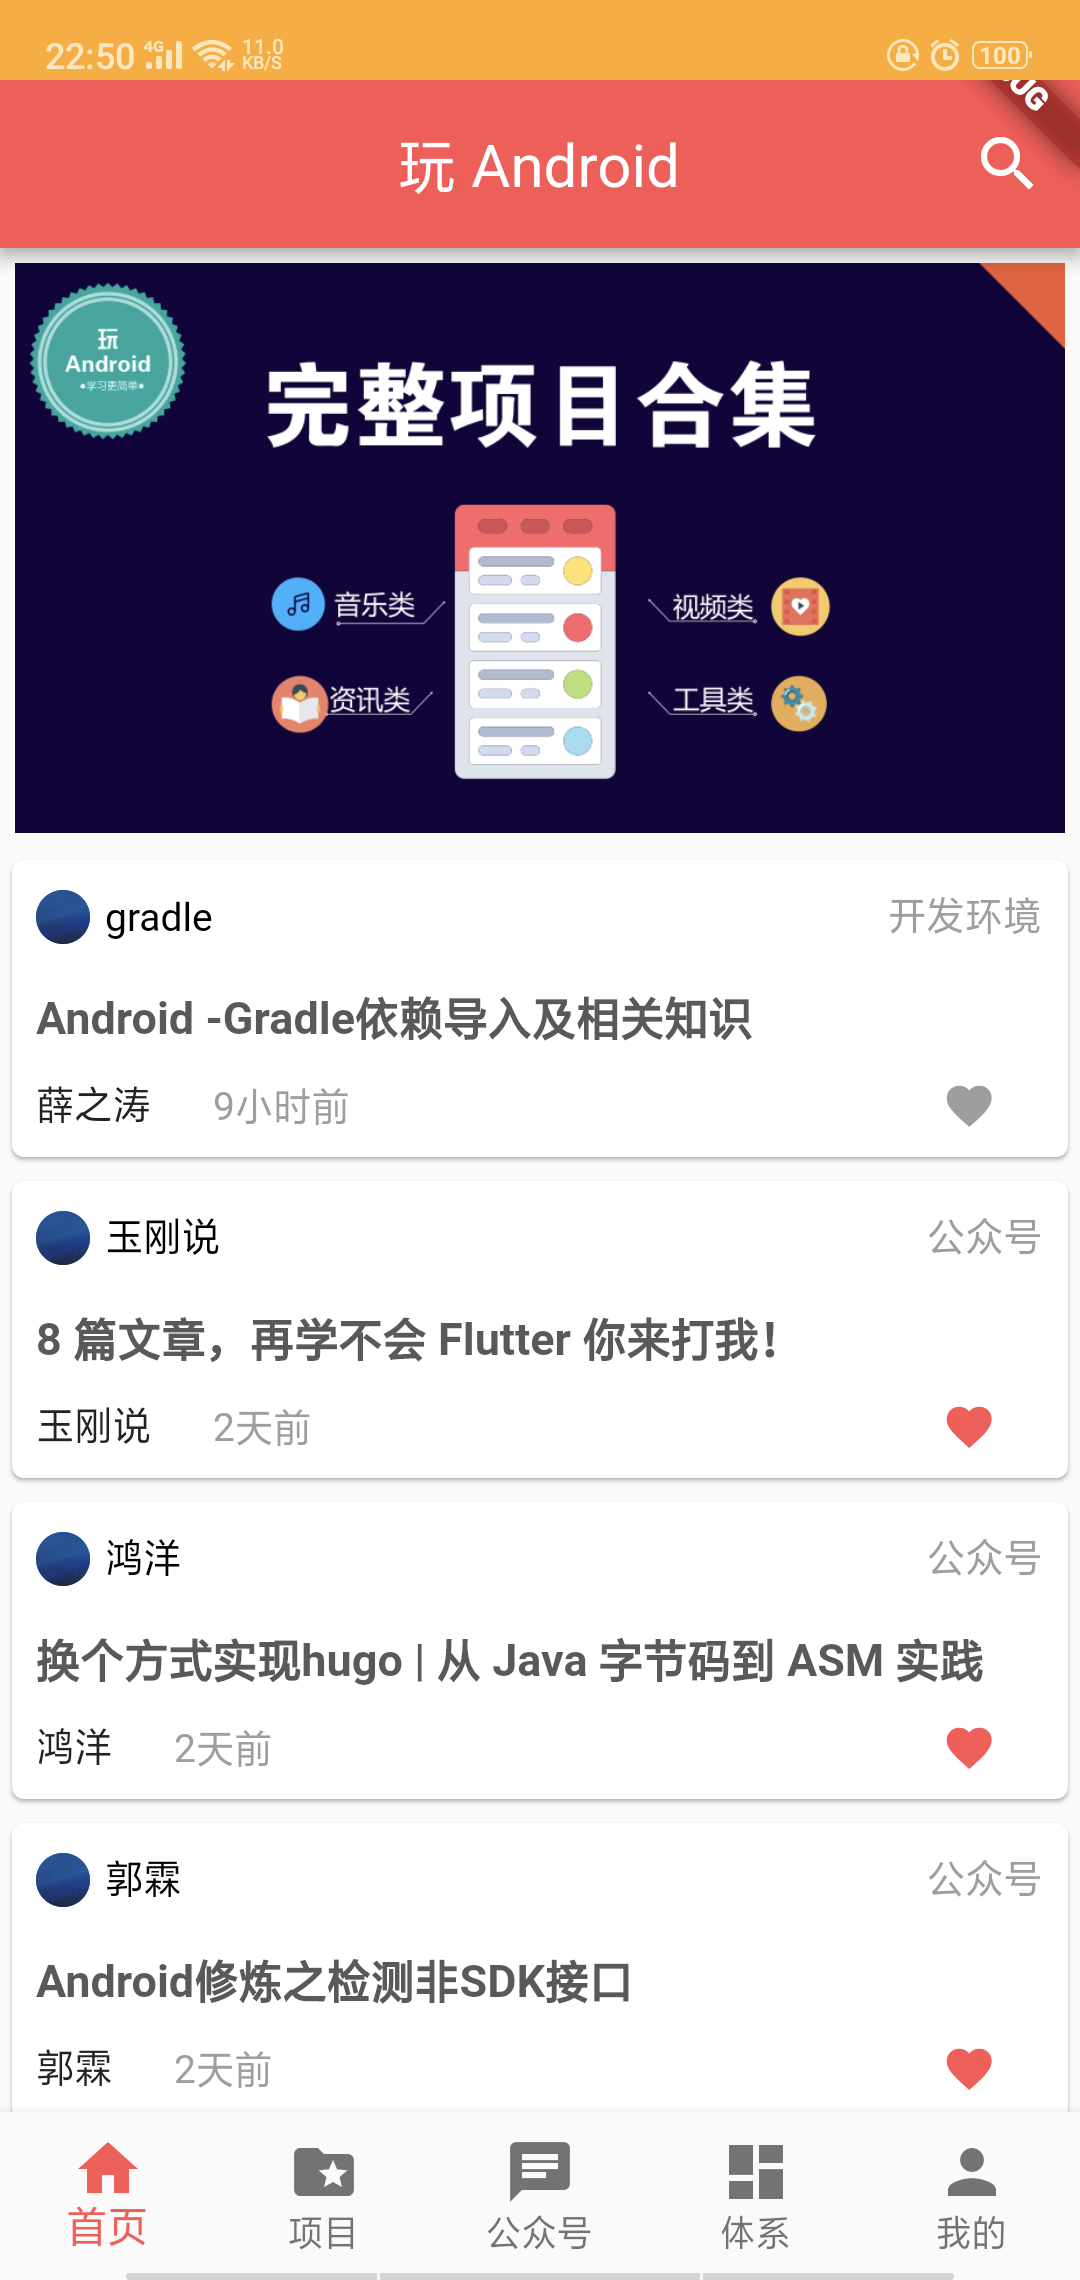 22:50 4G 11.0 KB/S 100
玩 Android
UG
玩
Android
•学习更简单•
完整项目合集
音乐类 视频类
资讯类 工具类
gradle 开发环境
Android -Gradle依赖导入及相关知识
薛之涛 9小时前
玉刚说 公众号
8 篇文章，再学不会 Flutter 你来打我！
玉刚说 2天前
鸿洋 公众号
换个方式实现hugo | 从 Java 字节码到 ASM 实践
鸿洋 2天前
郭霖 公众号
Android修炼之检测非SDK接口
郭霖 2天前
首页 项目 公众号 体系 我的